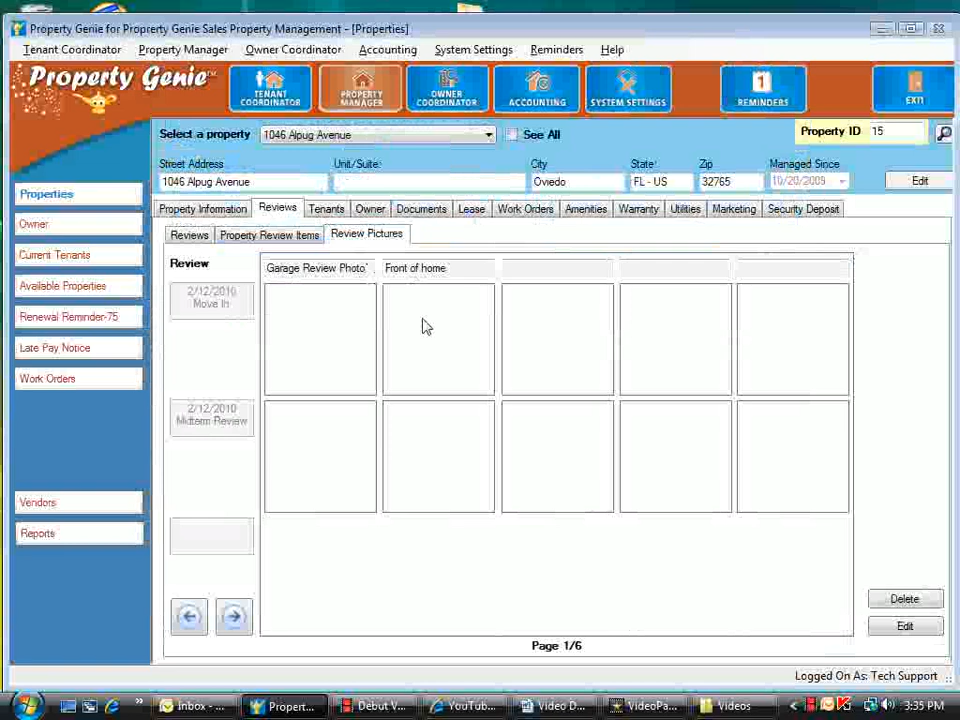 Property Genie for Proprerty Genie Sales Property Management - [Properties]
Tenant Coordinator Property Manager Owner Coordinator Accounting System Settings Reminders Help
Property Genie™
TENANT COORDINATOR
PROPERTY MANAGER
OWNER COORDINATOR
ACCOUNTING
SYSTEM SETTINGS
1
REMINDERS
EXIT
Select a property 1046 Alpug Avenue See All Property ID 15
Street Address Unit/Suite: City State: Zip Managed Since
1046 Alpug Avenue Oviedo FL - US 32765 10/20/2009 Edit
Property Information Reviews Tenants Owner Documents Lease Work Orders Amenities Warranty Utilities Marketing Security Deposit
Reviews Property Review Items Review Pictures
Properties
Owner
Current Tenants
Available Properties
Renewal Reminder-75
Late Pay Notice
Work Orders
Vendors
Reports
Review
Garage Review Photo' Front of home
2/12/2010
Move In
2/12/2010
Midterm Review
Delete
Edit
Page 1/6
Logged On As: Tech Support
Inbox - ... Propert... Debut V... YouTub... Video D... VideoPa... Videos 3:35 PM